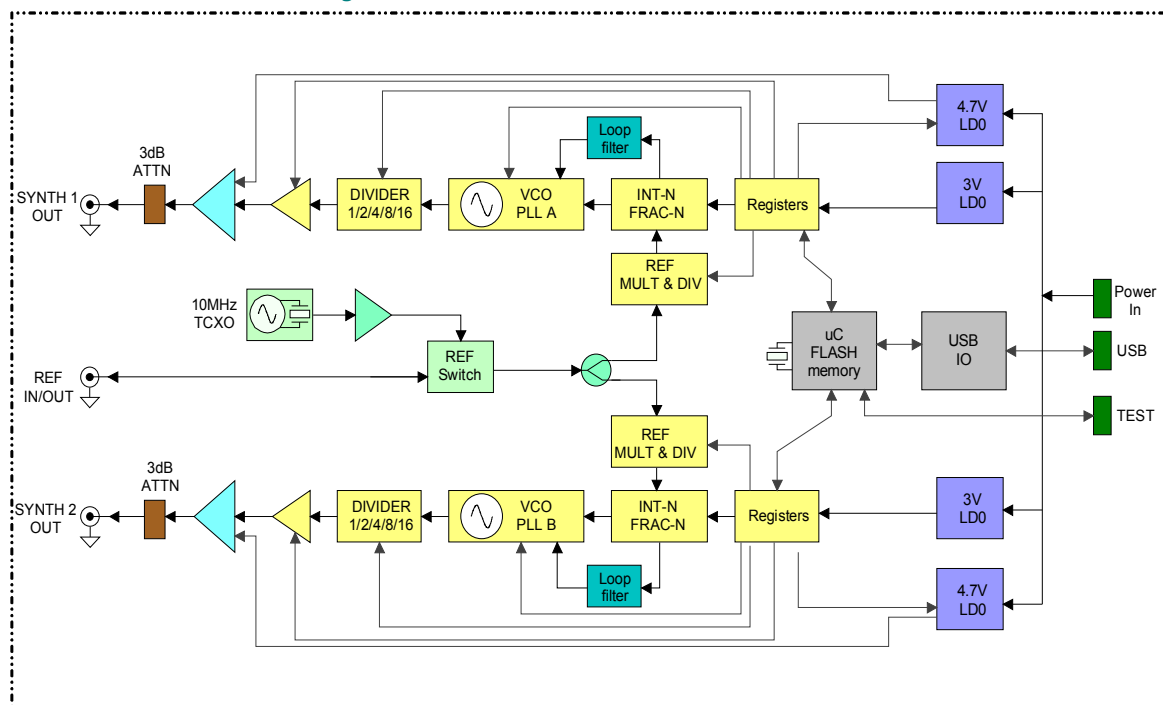 4.7V
LD0
Loop
filter
3dB
ATTN
SYNTH 1
OUT
DIVIDER
1/2/4/8/16
VCO
PLL A
INT-N
FRAC-N
Registers
3V
LD0
REF
MULT & DIV
10MHz
TCXO
REF
Switch
uC
FLASH
memory
USB
IO
Power
In
USB
REF
IN/OUT
TEST
REF
MULT & DIV
3dB
ATTN
SYNTH 2
OUT
DIVIDER
1/2/4/8/16
VCO
PLL B
INT-N
FRAC-N
Registers
3V
LD0
Loop
filter
4.7V
LD0